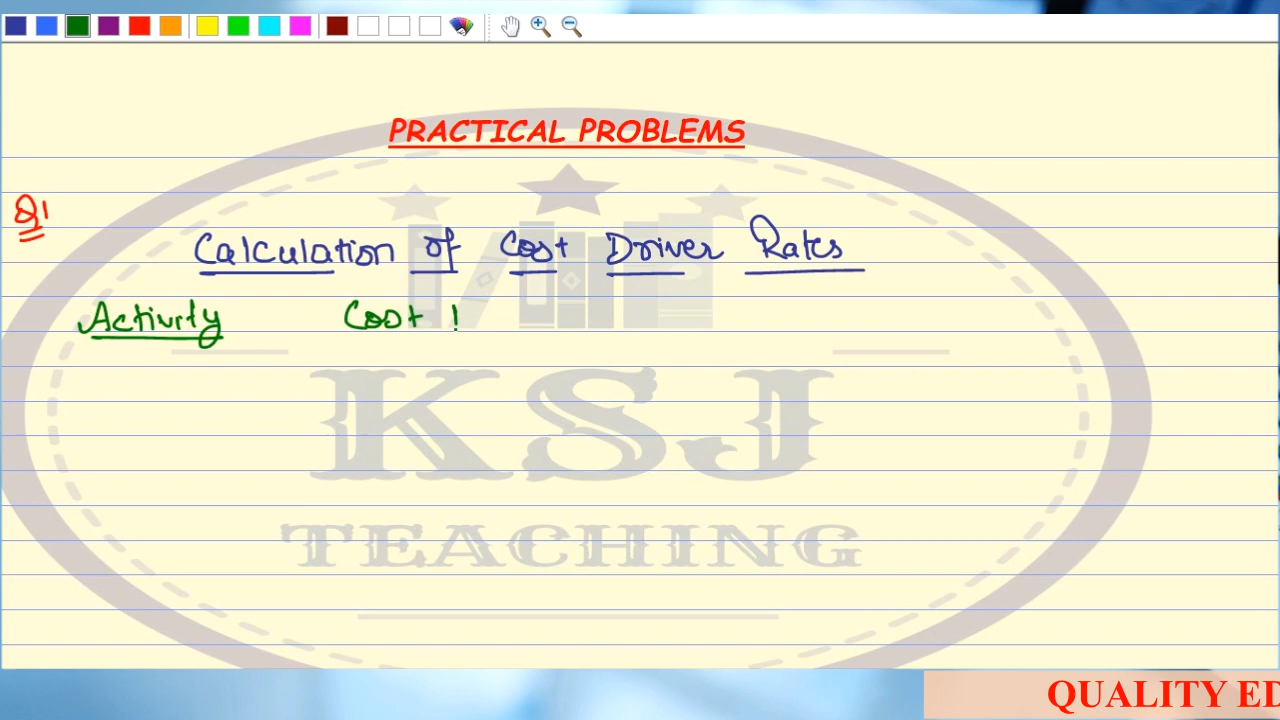 PRACTICAL PROBLEMS
Q1
Calculation of Cost Driver Rates
Activity Cost
KSJ
TEACHING
QUALITY ED